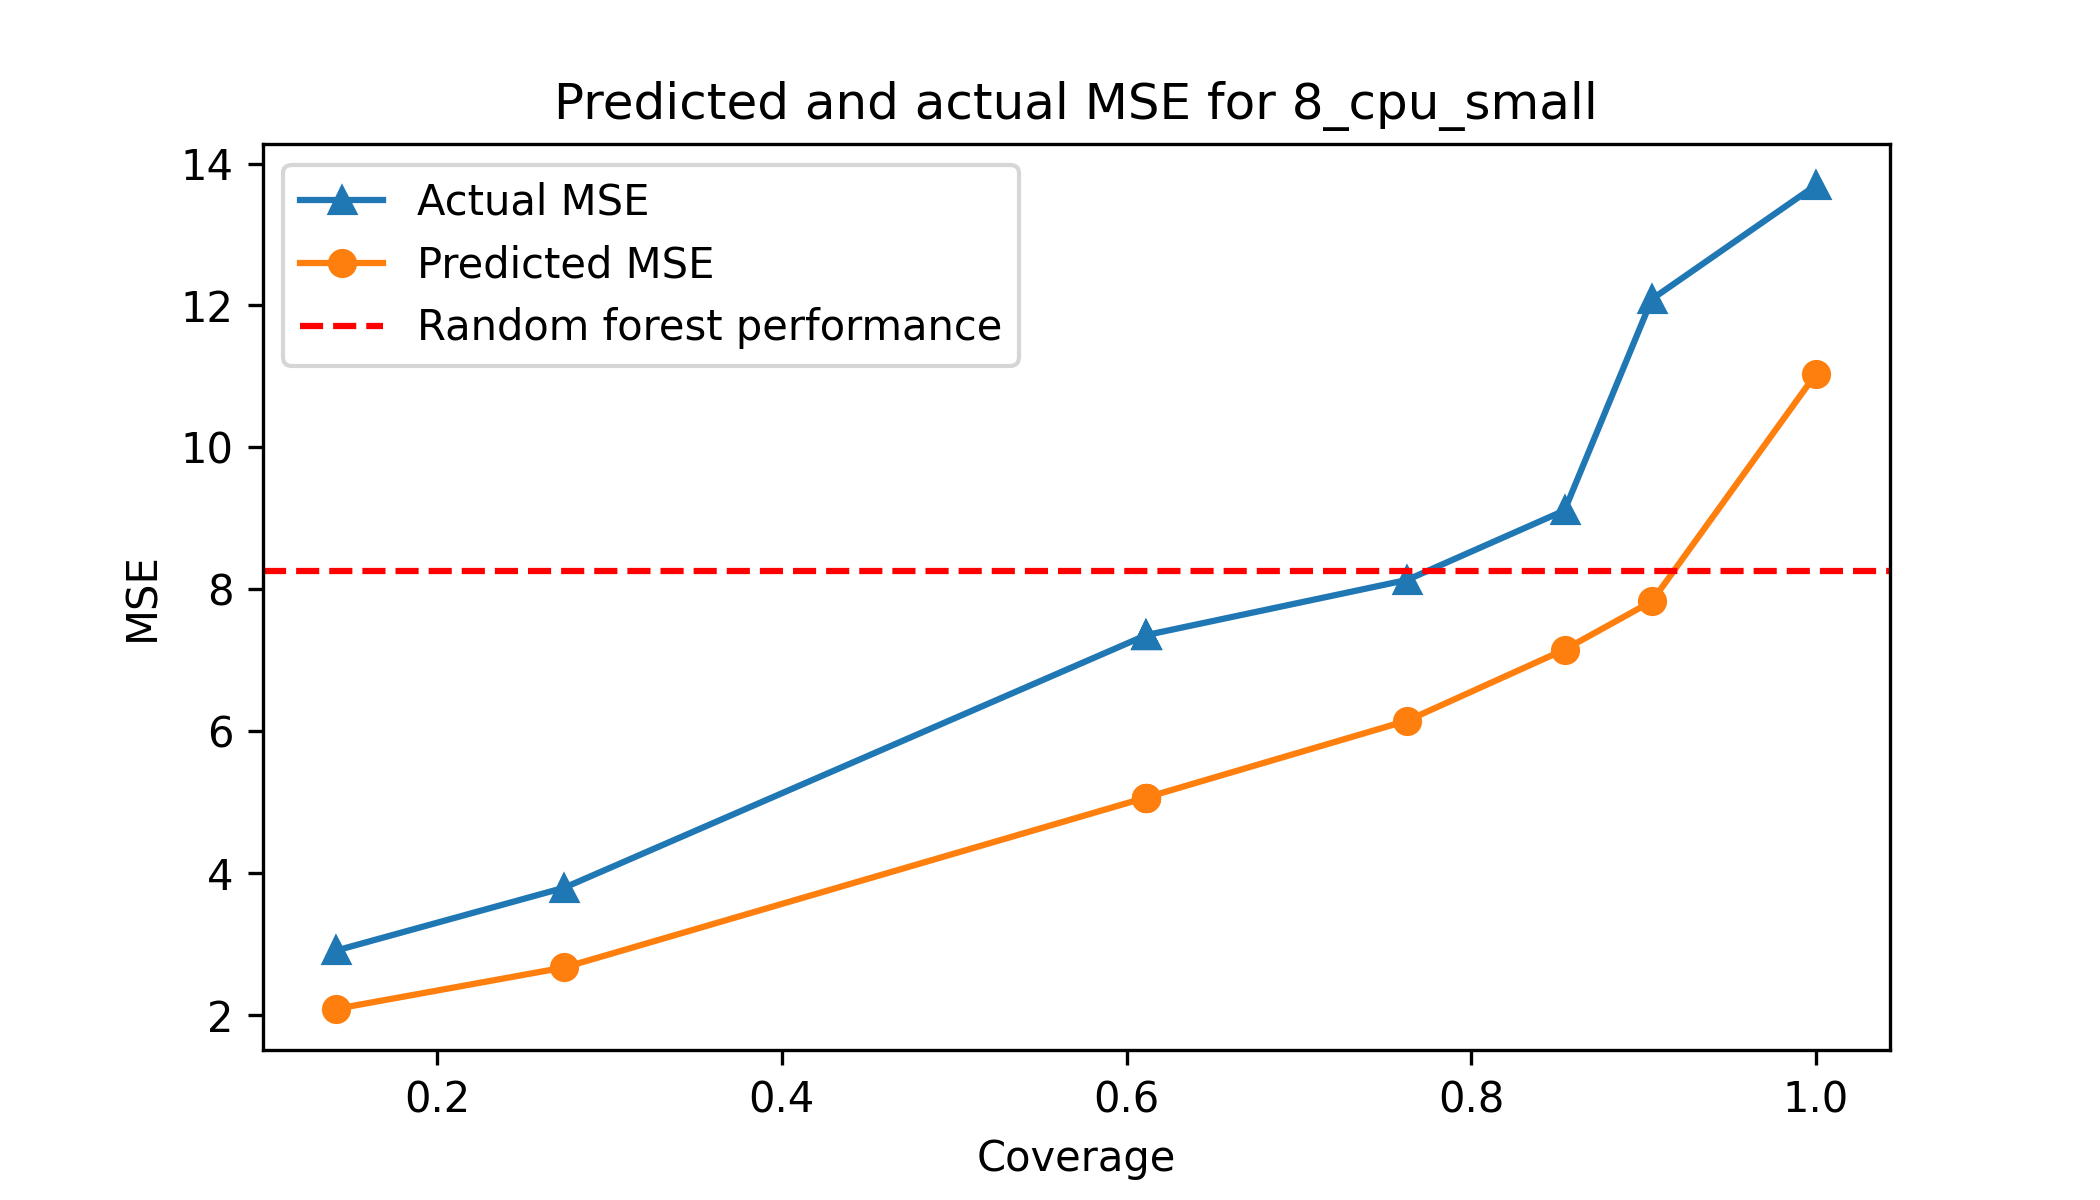 Predicted and actual MSE for 8_cpu_small
14
12
10
8
6
4
2
MSE
Actual MSE
Predicted MSE
Random forest performance
0.2 0.4 0.6 0.8 1.0
Coverage